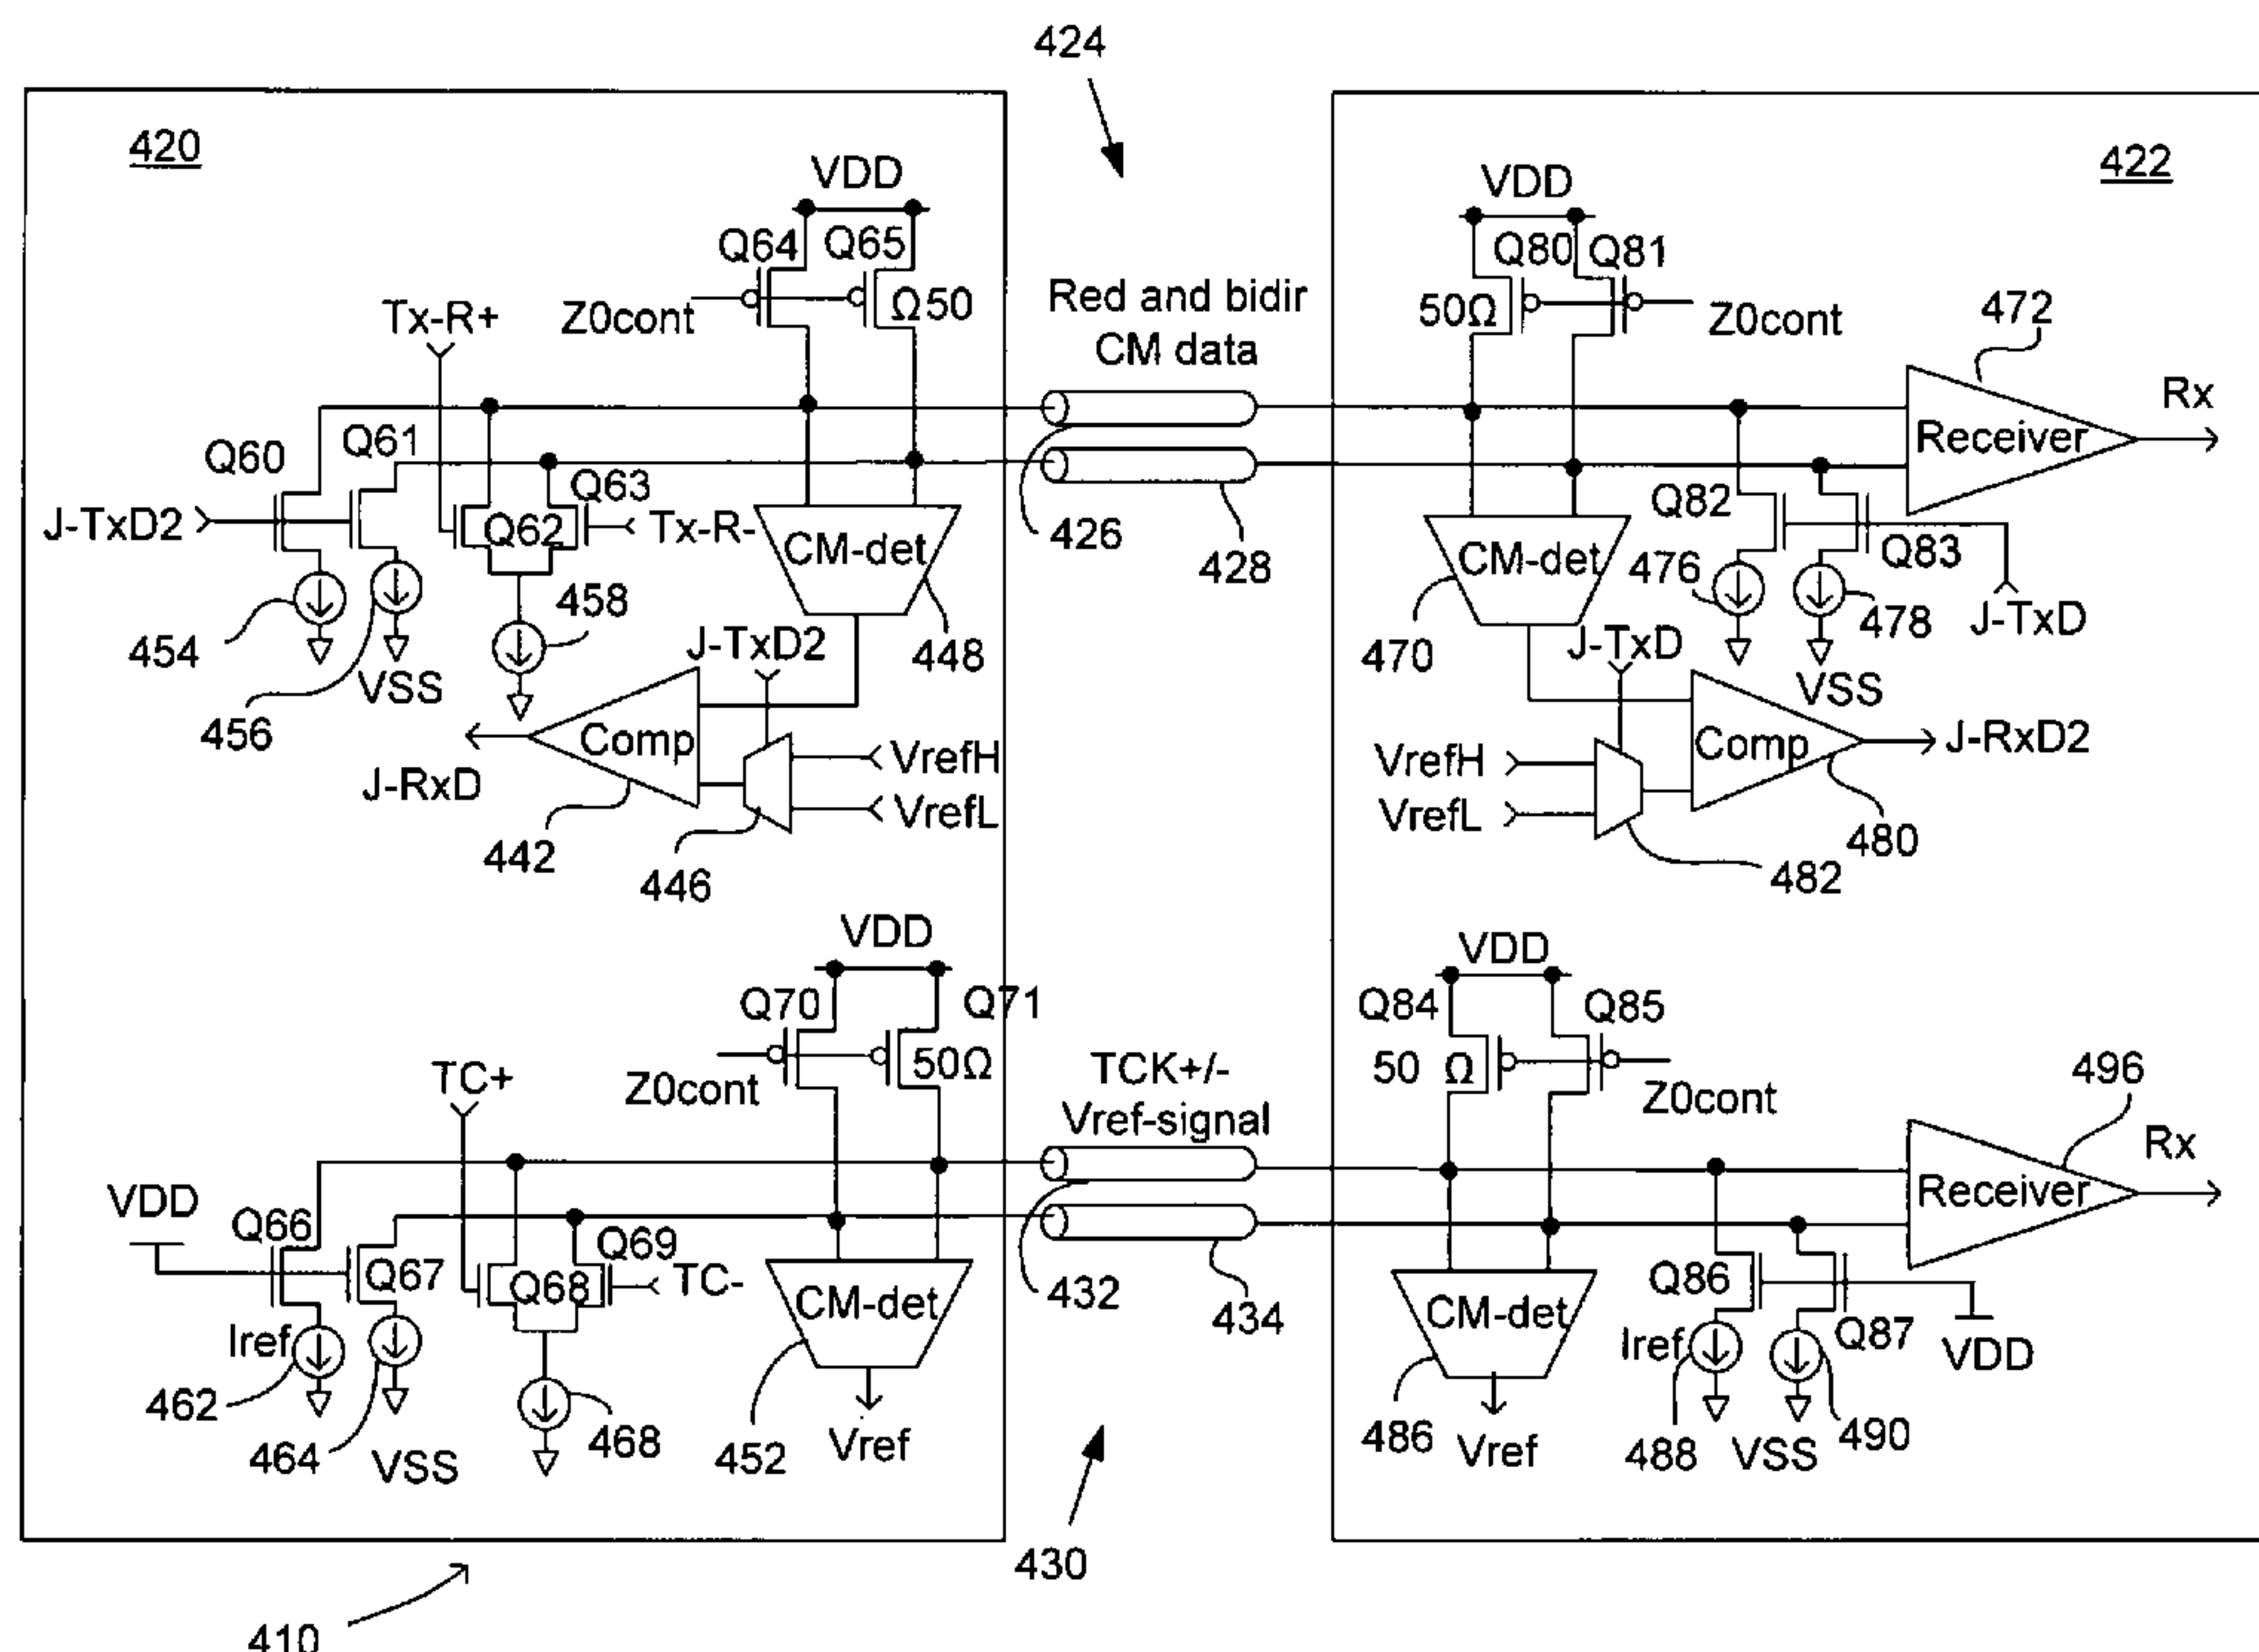 424
420
422
VDD
VDD
Q64
Q65
Q80
Q81
Tx-R+
Z0cont
Ω50
Red and bidir
CM data
50Ω
Z0cont
472
Rx
Receiver
Q60
Q61
Q63
Q62
J-TxD2
Tx-R-
CM-det
426
428
CM-det
Q82
Q83
476
478
J-TxD
454
458
J-TxD2
448
470
J-TxD
VSS
VSS
456
Comp
VrefH
VrefL
J-RxD
442
446
VrefH
VrefL
Comp
J-RxD2
480
482
VDD
VDD
Q70
Q71
Q84
Q85
TC+
Z0cont
50Ω
TCK+/-
Vref-signal
50 Ω
Z0cont
496
Rx
VDD
Receiver
Q66
Q67
Q69
Q68
TC-
CM-det
432
434
CM-det
Q86
Q87
Iref
Iref
VDD
462
464
VSS
468
452
Vref
486
Vref
488
VSS
490
430
410